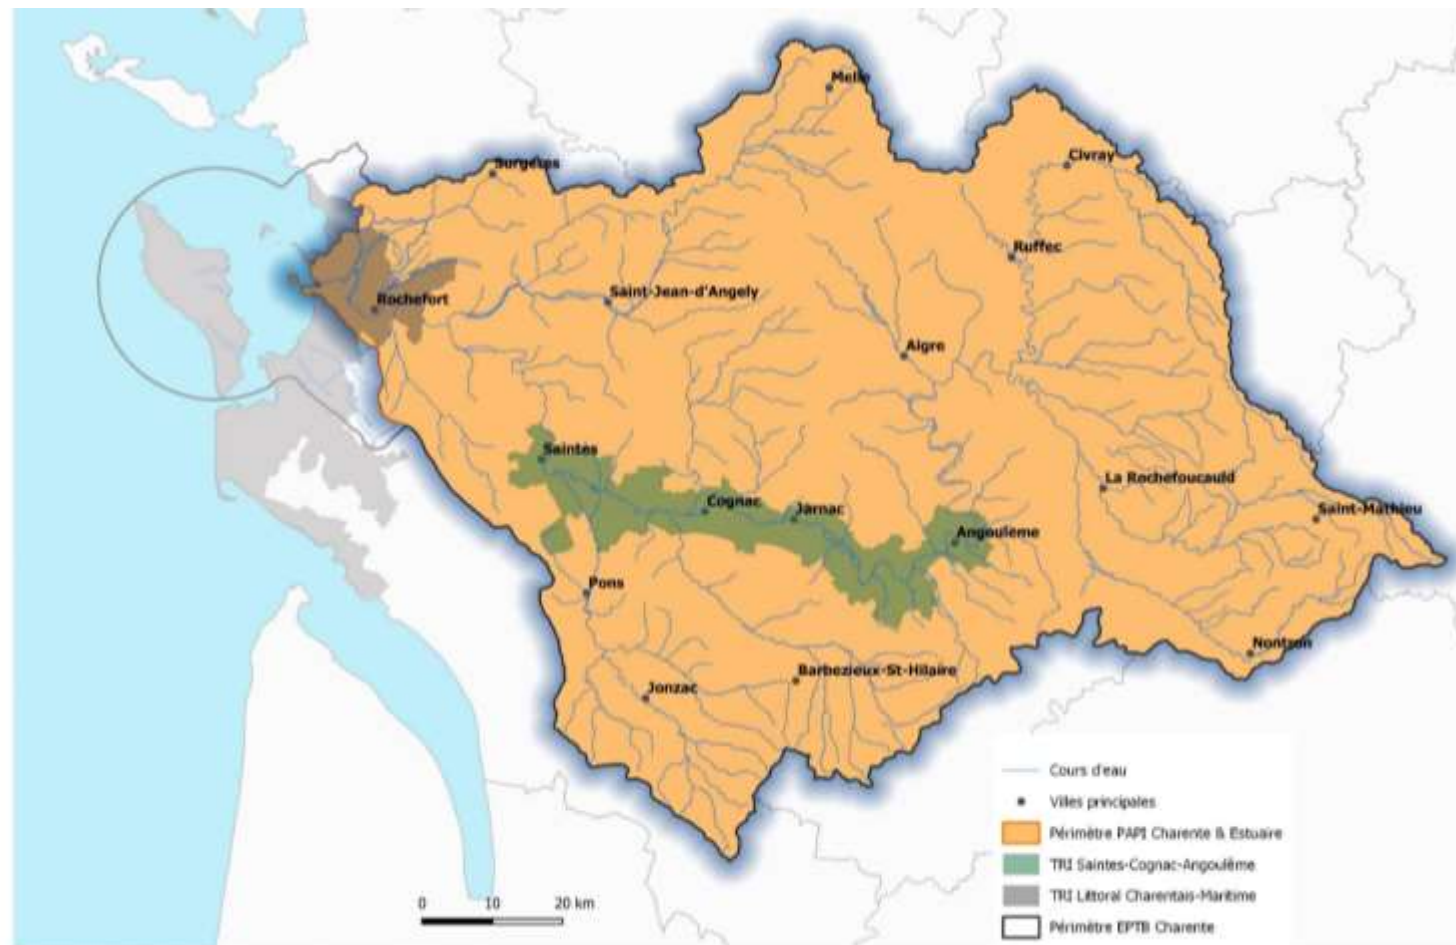 Melle
Civray
Surgères
Ruffec
Rochefort
Saint-Jean-d'Angely
Aigre
Saintes
La Rochefoucauld
Cognac
Jarnac
Saint-Mathieu
Angoulême
Pons
Nontron
Barbezieux-St-Hilaire
Jonzac
Cours d'eau
Villes principales
Périmètre PAPI Charente & Estuaire
TRI Saintes-Cognac-Angoulême
TRI Littoral Charentais-Maritime
Périmètre EPTB Charente
0 10 20 km